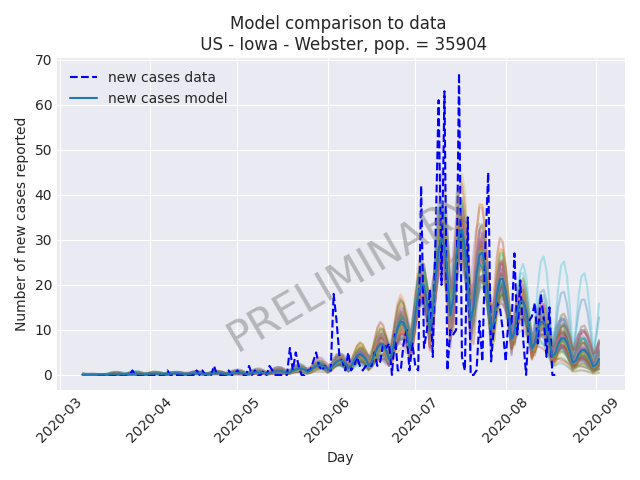 Model comparison to data
US - Iowa - Webster, pop. = 35904
new cases data
new cases model
PRELIMINARY
Number of new cases reported
70
60
50
40
30
20
10
0
2020-03
2020-04
2020-05
2020-06
2020-07
2020-08
2020-09
Day